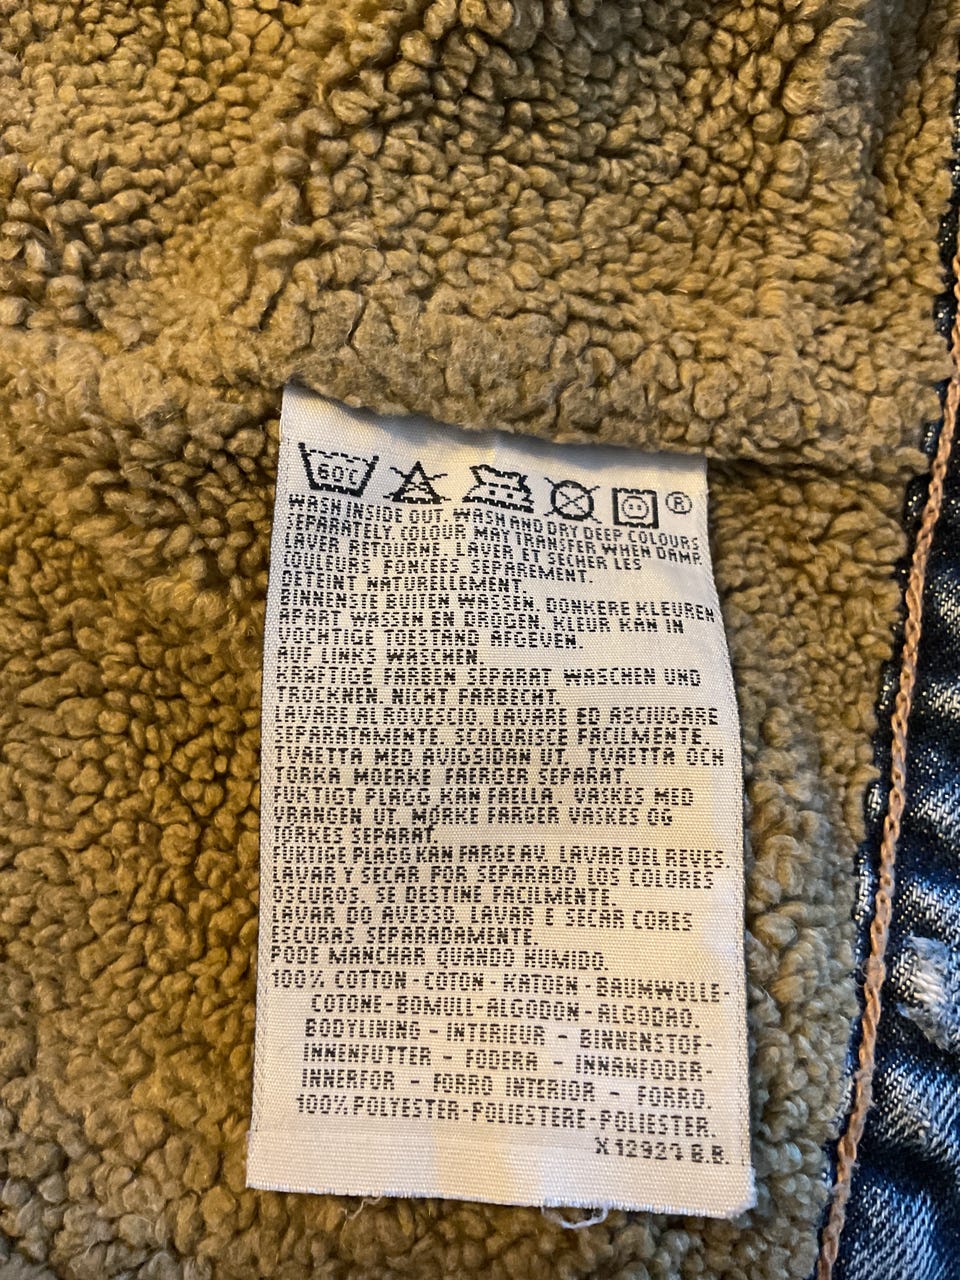 60°C
®
WASH INSIDE OUT. WASH AND DRY DEEP COLOURS
SEPARATELY. COLOUR MAY TRANSFER WHEN DAMP.
LAVER RETOURNE. LAVER ET SECHER LES
COULEURS FONCEES SEPAREMENT.
DETEINT NATURELLEMENT.
BINNENSTE BUITEN WASSEN. DONKERE KLEUREN
APART WASSEN EN DROGEN. KLEUR KAN IN
VOCHTIGE TOESTAND AFGEVEN.
AUF LINKS WASCHEN.
KRAFTIGE FARBEN SEPARAT WASCHEN UND
TROCKNEN. NICHT FARBECHT.
LAVARE AL ROVESCIO. LAVARE ED ASCIUGARE
SEPARATAMENTE. SCOLORISCE FACILMENTE.
TVAETTA MED AVIGSIDAN UT. TVAETTA OCH
TORKA MOERKE FAERGER SEPARAT.
FUKTIGT PLAGG KAN FAELLA. VASKES MED
VRANGEN UT. MORKE FARGER VASKES OG
TORKES SEPARAT.
FUKTIGE PLAGG KAN FARGE AV. LAVAR DEL REVES.
LAVAR Y SECAR POR SEPARADO LOS COLORES
OSCUROS. SE DESTINE FACILMENTE.
LAVAR DO AVESSO. LAVAR E SECAR CORES
ESCURAS SEPARADAMENTE.
PODE MANCHAR QUANDO HUMIDO.
100% COTTON-COTON-KATOEN-BAUMWOLLE-
COTONE-BOMULL-ALGODON-ALGODAO.
BODYLINING - INTERIEUR - BINNENSTOF-
INNENFUTTER - FODERA - INNANFODER-
INNERFOR - FORRO INTERIOR - FORRO.
100% POLYESTER-POLIESTERE-POLIESTER.
X 12927 B.B.